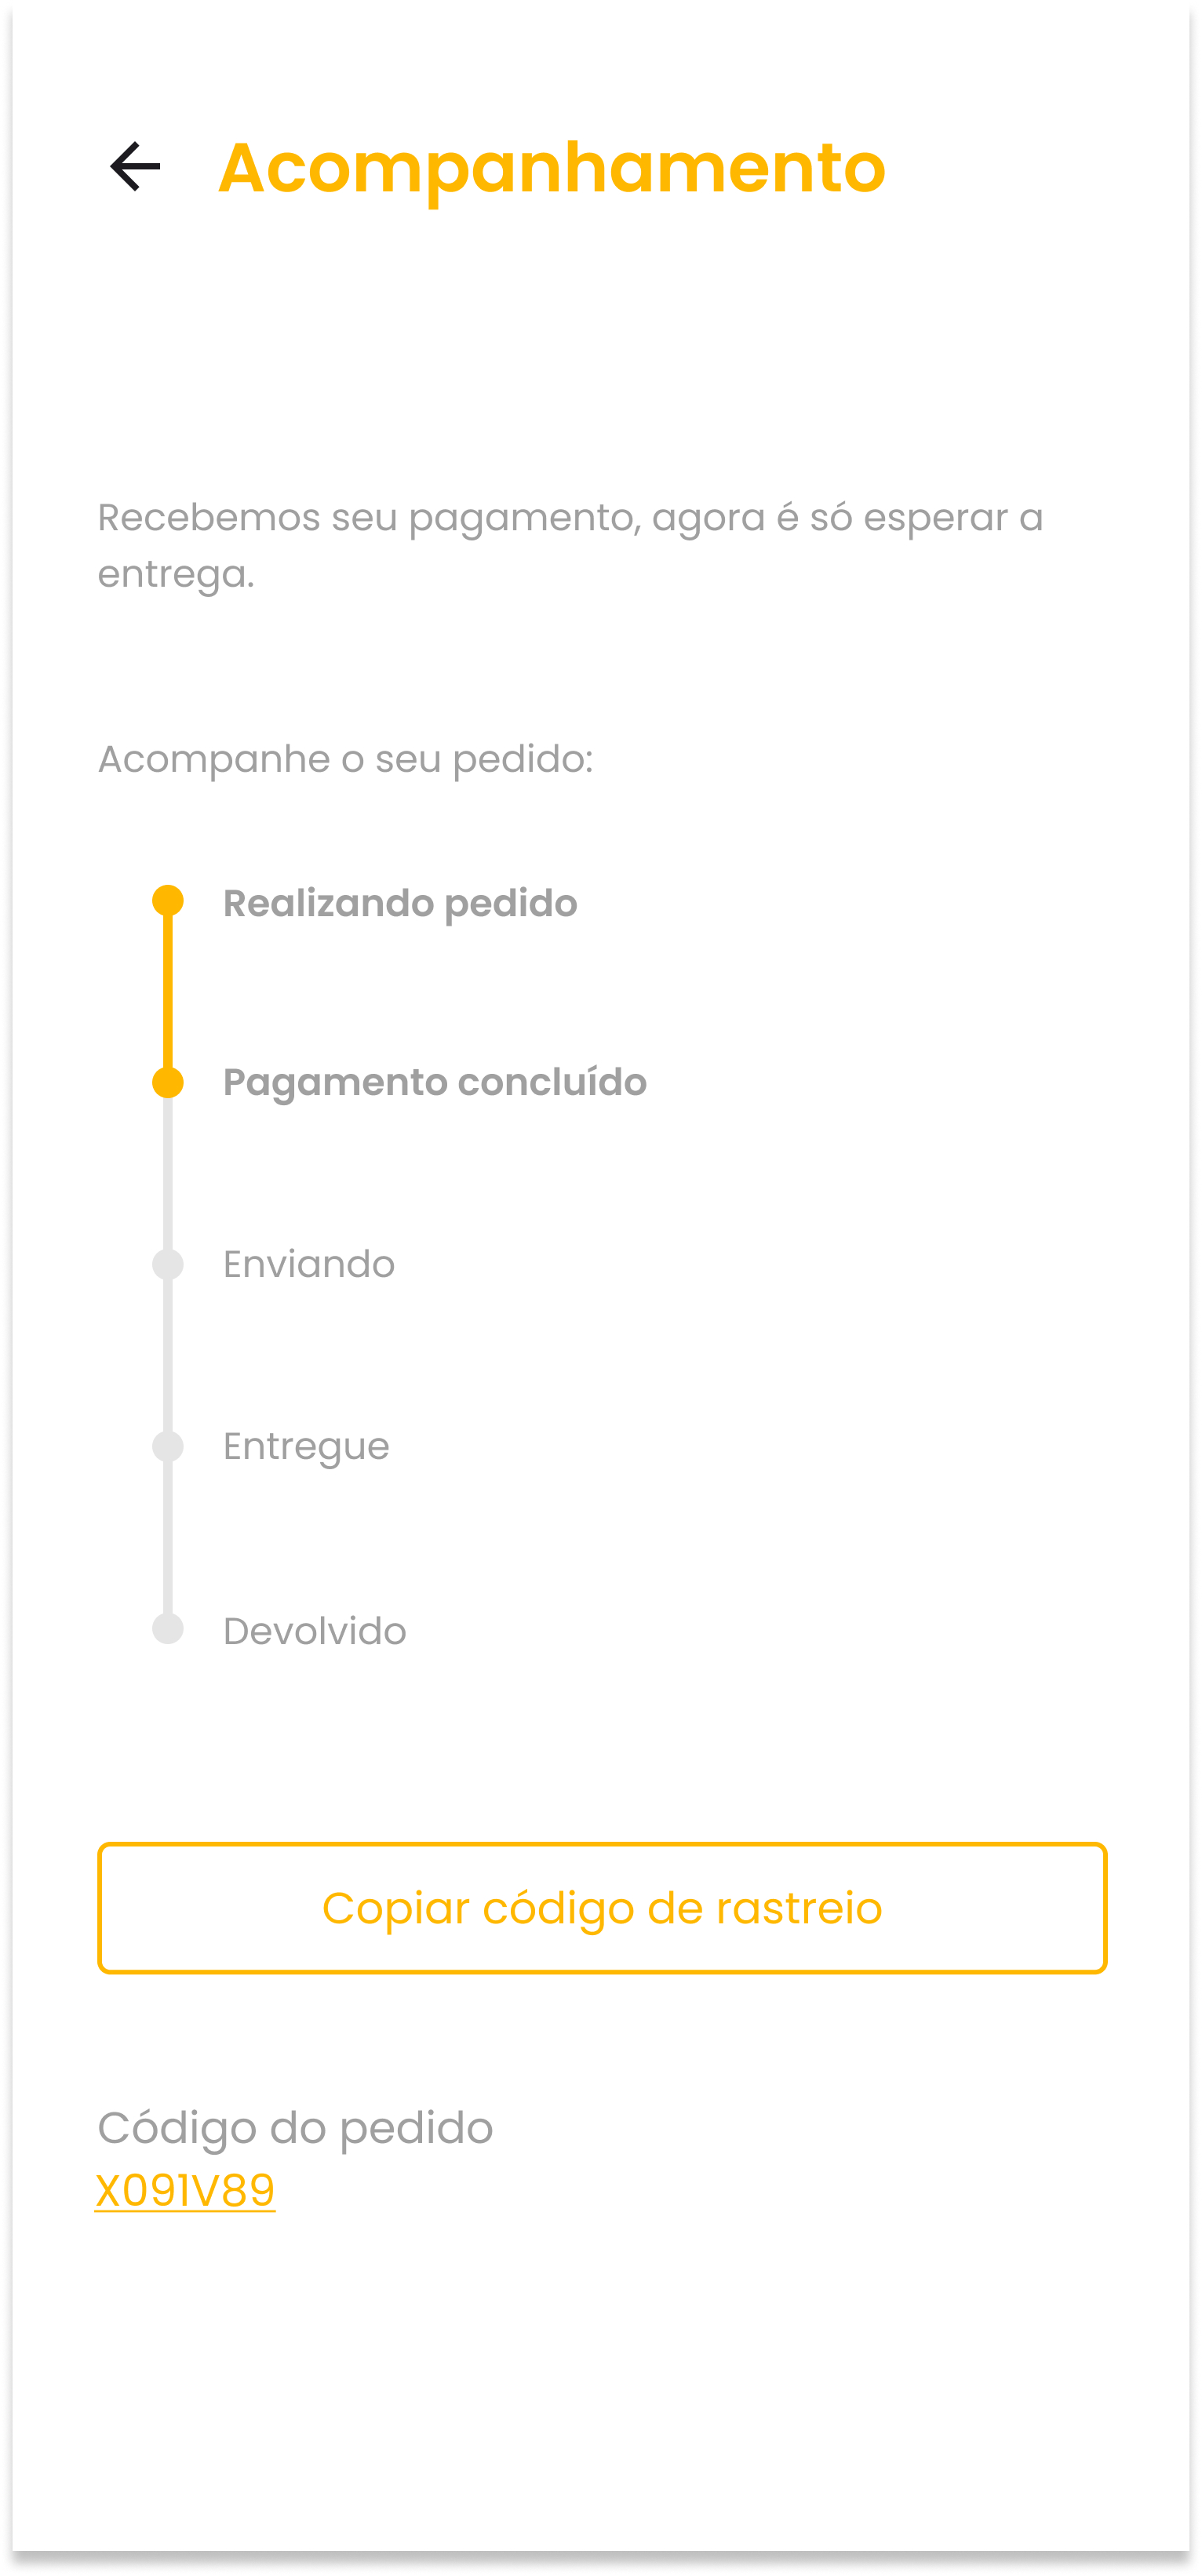 Acompanhamento
Recebemos seu pagamento, agora é só esperar a
entrega.
Acompanhe o seu pedido:
Realizando pedido
Pagamento concluído
Enviando
Entregue
Devolvido
Copiar código de rastreio
Código do pedido
X091V89